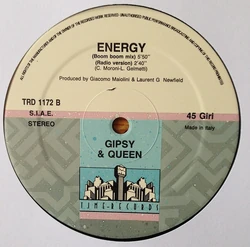 ENERGY
(Boom boom mix) 5'50"
(Radio version) 2'40"
(C. Moroni-L. Gelmetti)
Produced by Giacomo Maiolini & Laurent G Newfield
TRD 1172 B
S.I.A.E.
STEREO
45 Giri
Made in Italy
GIPSY
& QUEEN
TIME-RECORDS